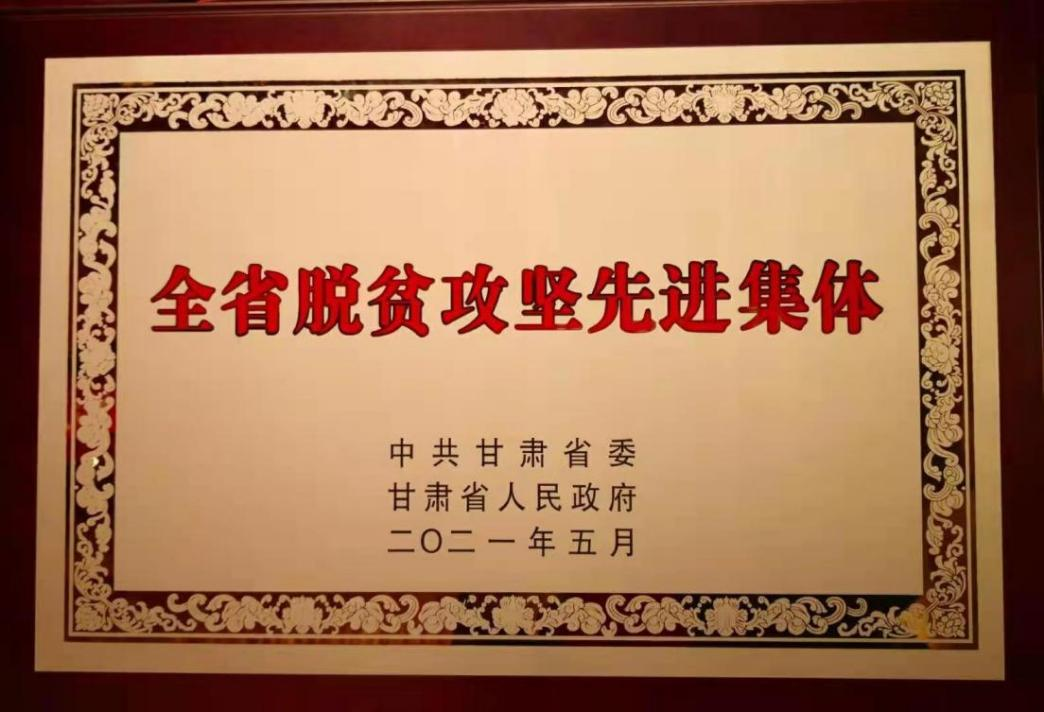 全省脱贫攻坚先进集体
中共甘肃省委
甘肃省人民政府
二〇二一年五月